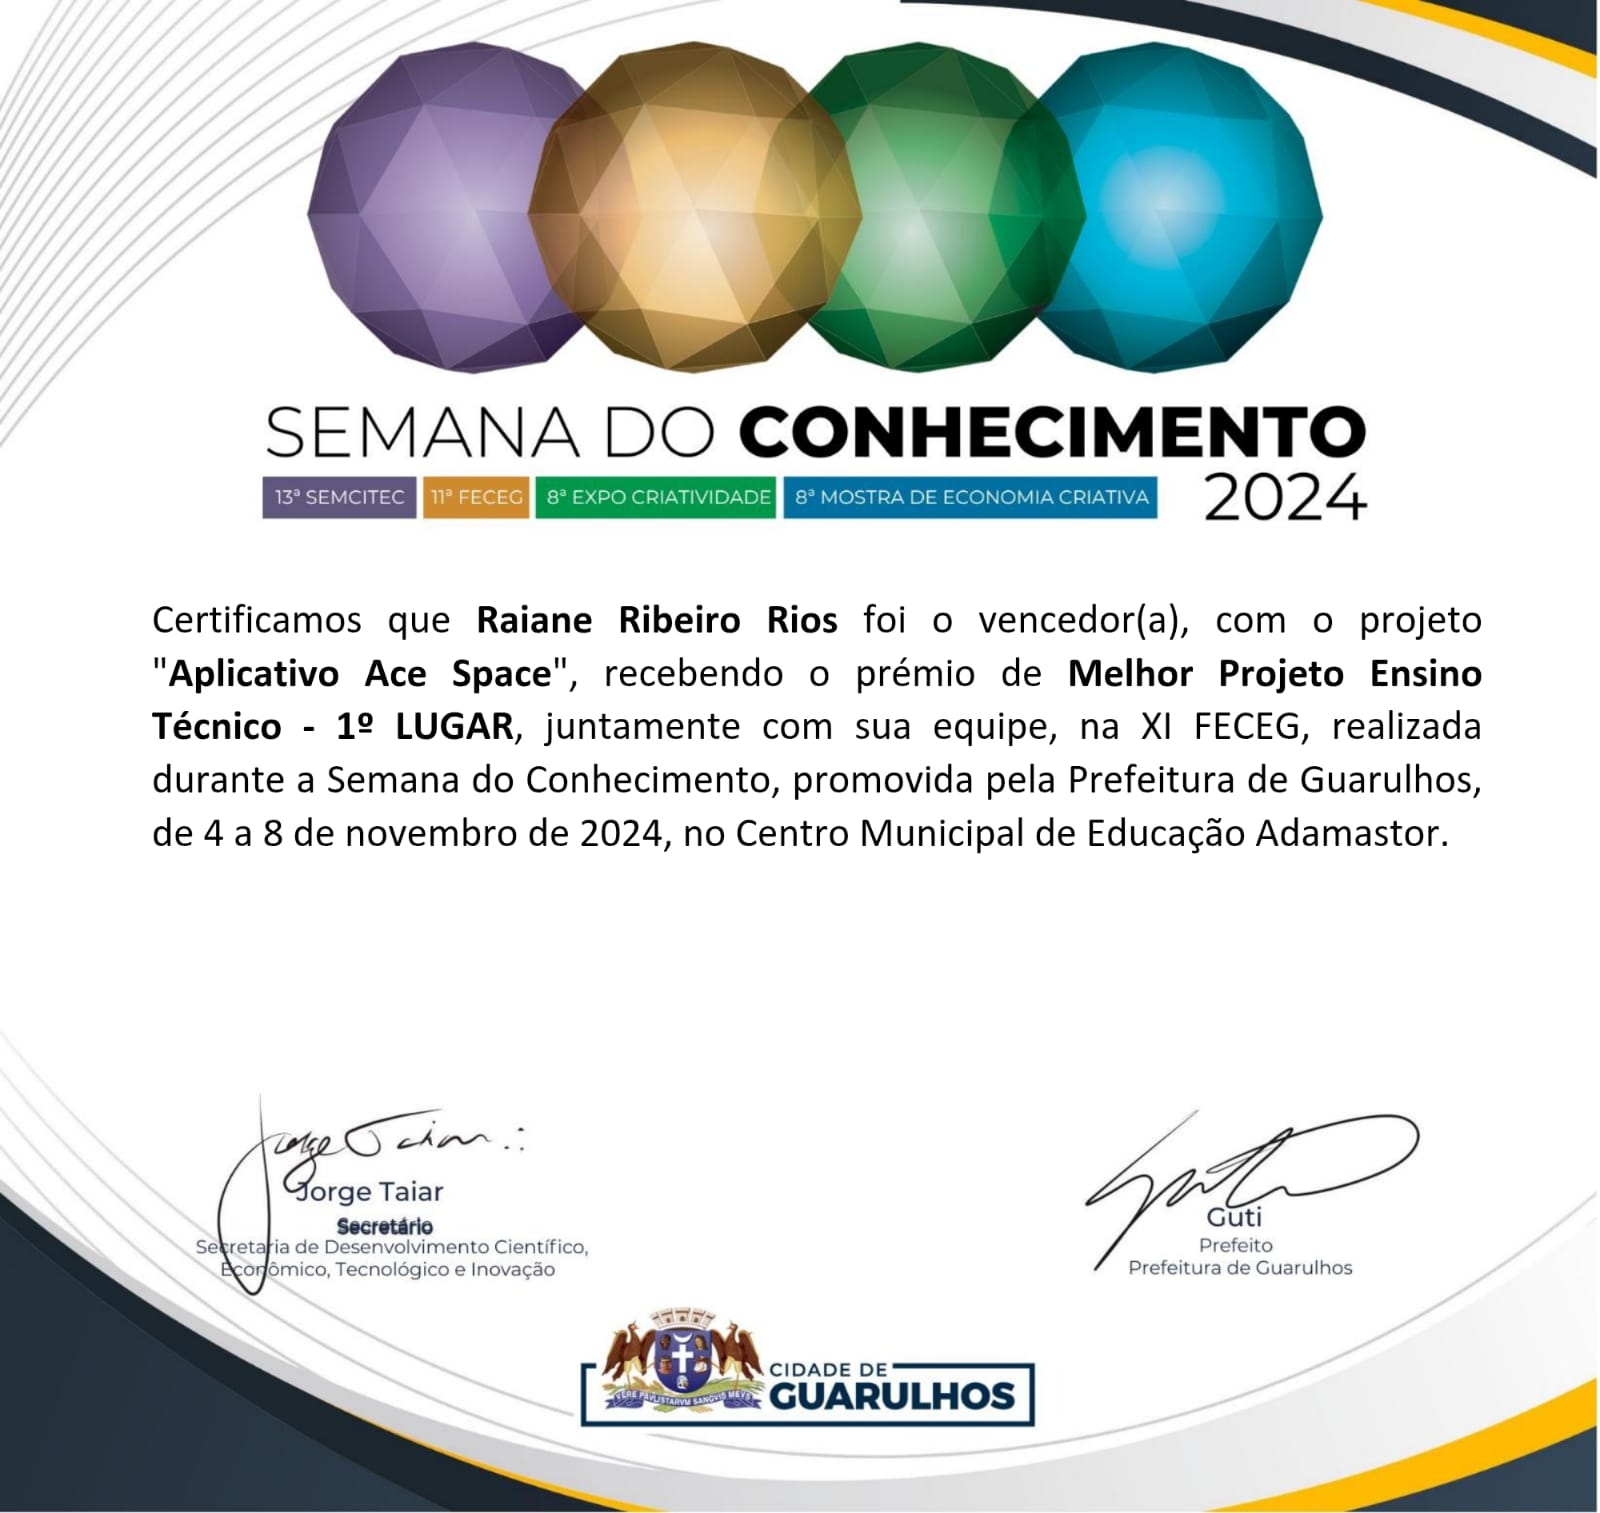 SEMANA DO CONHECIMENTO
13ª SEMCITEC 11ª FECEG 8ª EXPO CRIATIVIDADE 8ª MOSTRA DE ECONOMIA CRIATIVA 2024
Certificamos que Raiane Ribeiro Rios foi o vencedor(a), com o projeto
"Aplicativo Ace Space", recebendo o prémio de Melhor Projeto Ensino
Técnico - 1º LUGAR, juntamente com sua equipe, na XI FECEG, realizada
durante a Semana do Conhecimento, promovida pela Prefeitura de Guarulhos,
de 4 a 8 de novembro de 2024, no Centro Municipal de Educação Adamastor.
Jorge Taiar
Jorge Taiar
Secretário
Secretaria de Desenvolvimento Científico,
Econômico, Tecnológico e Inovação
Guti
Prefeito
Prefeitura de Guarulhos
VERE PAVLISTARVM SANGVIS MEVS
CIDADE DE
GUARULHOS